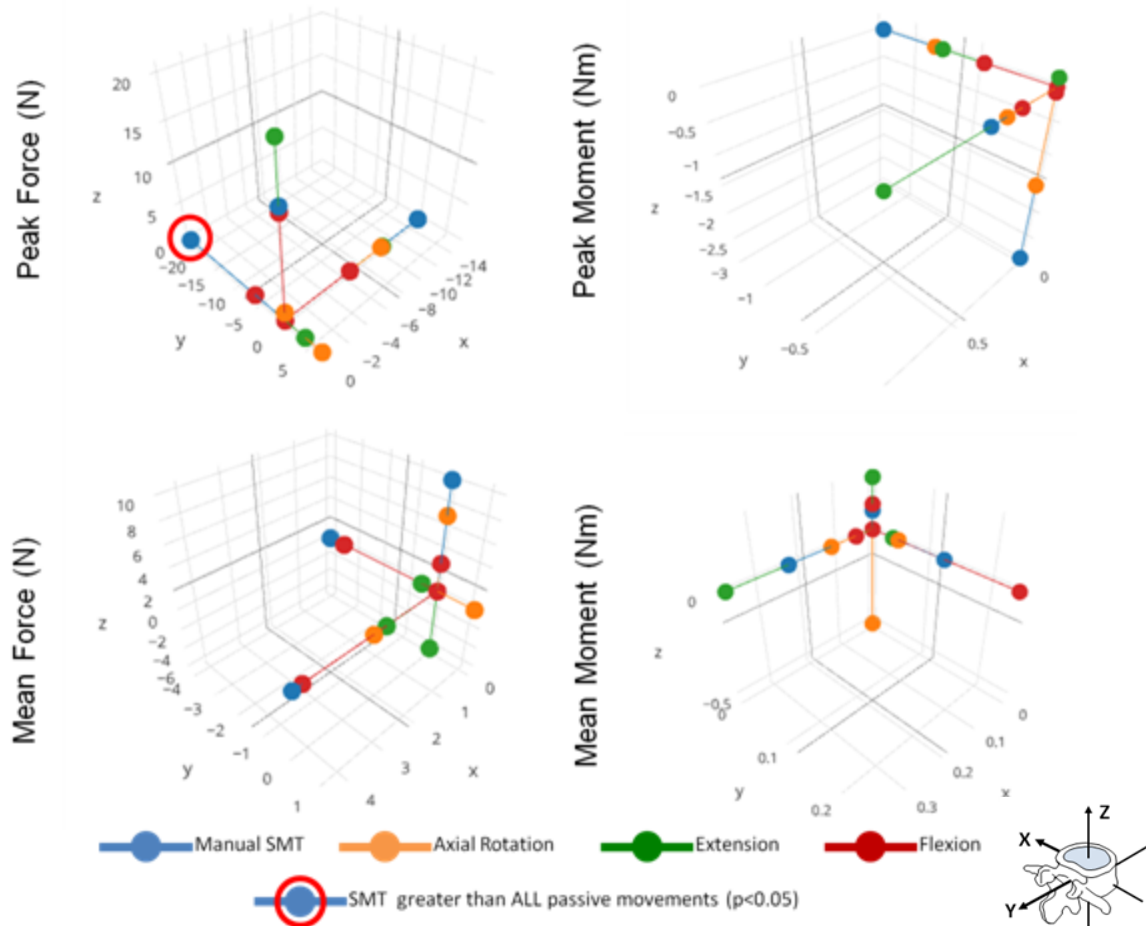 Peak Force (N)
20
15
10
5
0
z
−20
−15
−10
−5
0
5
y
−14
−12
−10
−8
−6
−4
−2
0
x
Peak Moment (Nm)
0
−0.5
−1
−1.5
−2
−2.5
−3
z
−1
−0.5
y
0
0.5
x
Mean Force (N)
10
8
6
4
2
0
−2
−4
−6
z
−4
−3
−2
−1
0
1
y
0
1
2
3
4
x
Mean Moment (Nm)
0
−0.5
z
0
0.1
0.2
y
0
0.1
0.2
0.3
x
Manual SMT Axial Rotation Extension Flexion
SMT greater than ALL passive movements (p<0.05)
Z
X
Y